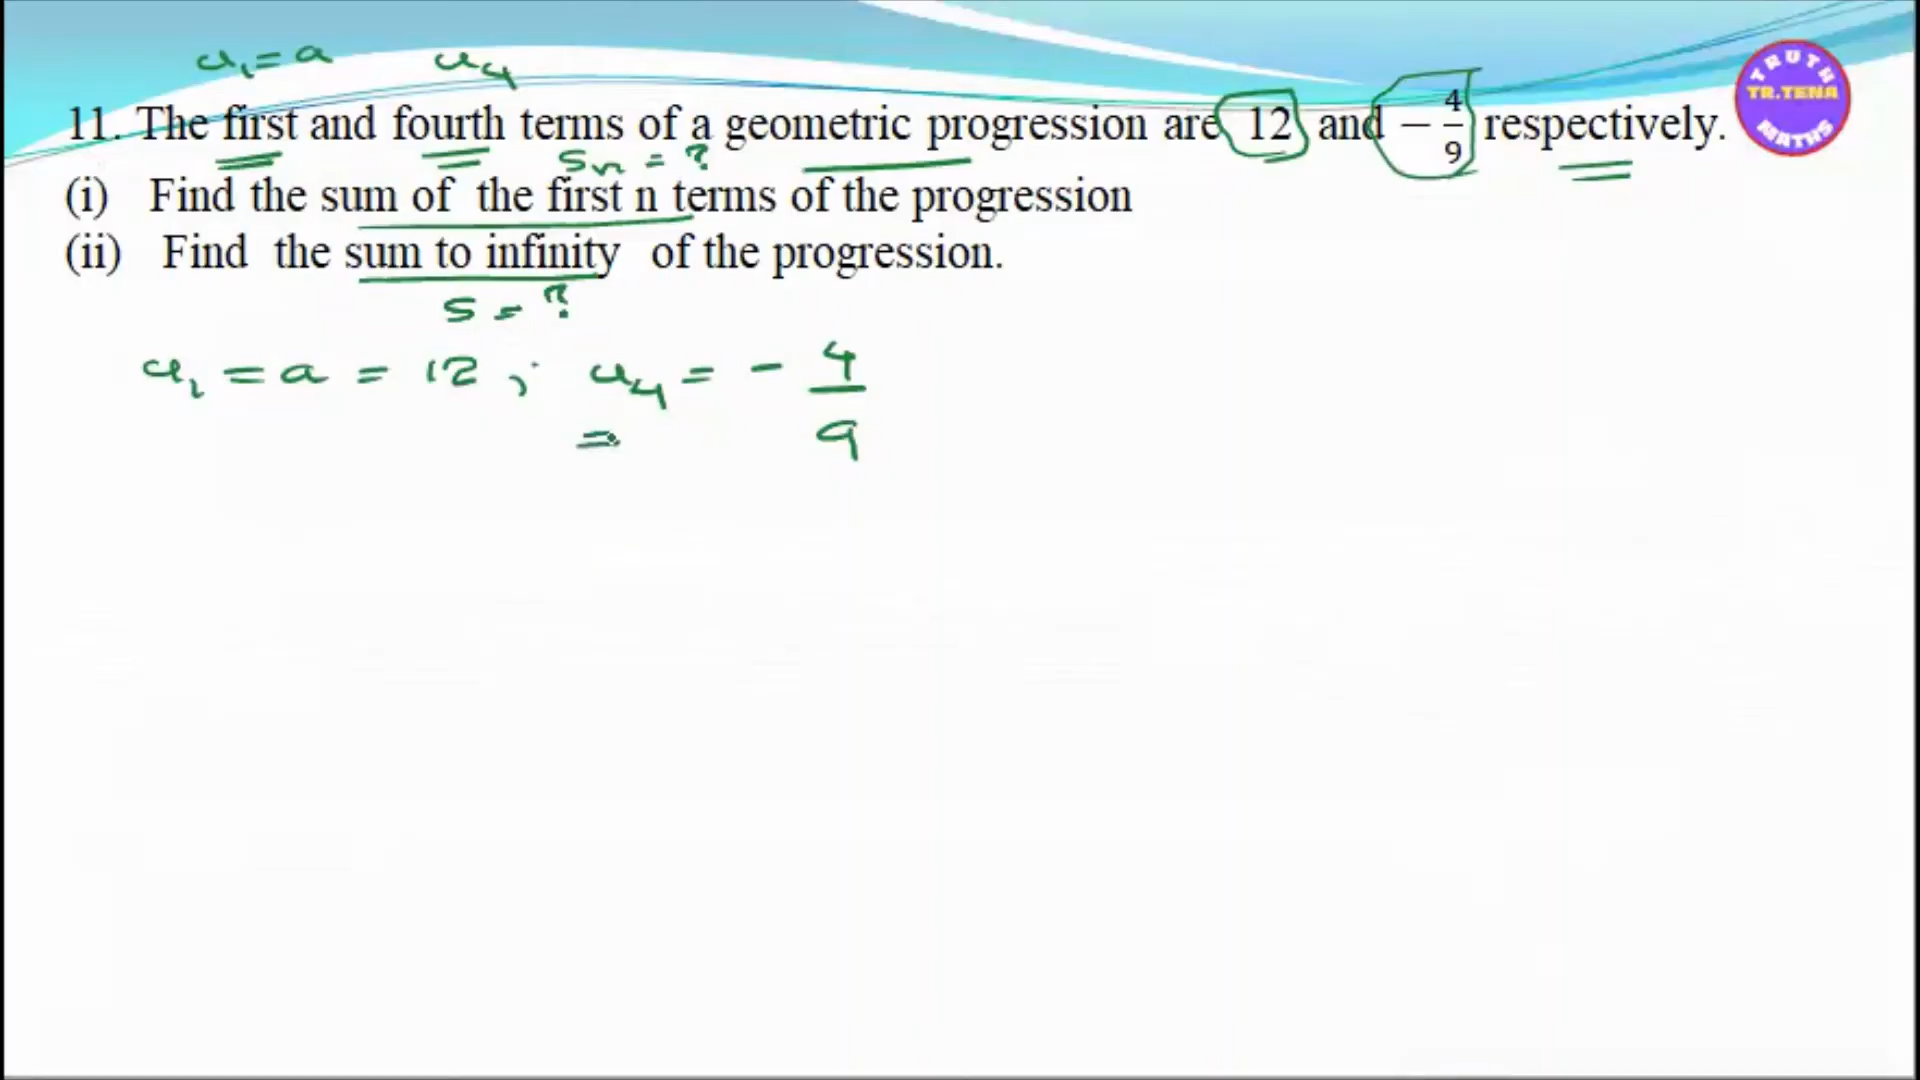 u₁ = a u₄
TRUTH
TR.TENA
MATHS
11. The first and fourth terms of a geometric progression are 12 and −4/9 respectively.
Sn = ?
(i) Find the sum of the first n terms of the progression
(ii) Find the sum to infinity of the progression.
S = ?
u₁ = a = 12 ; u₄ = - 4/9
=